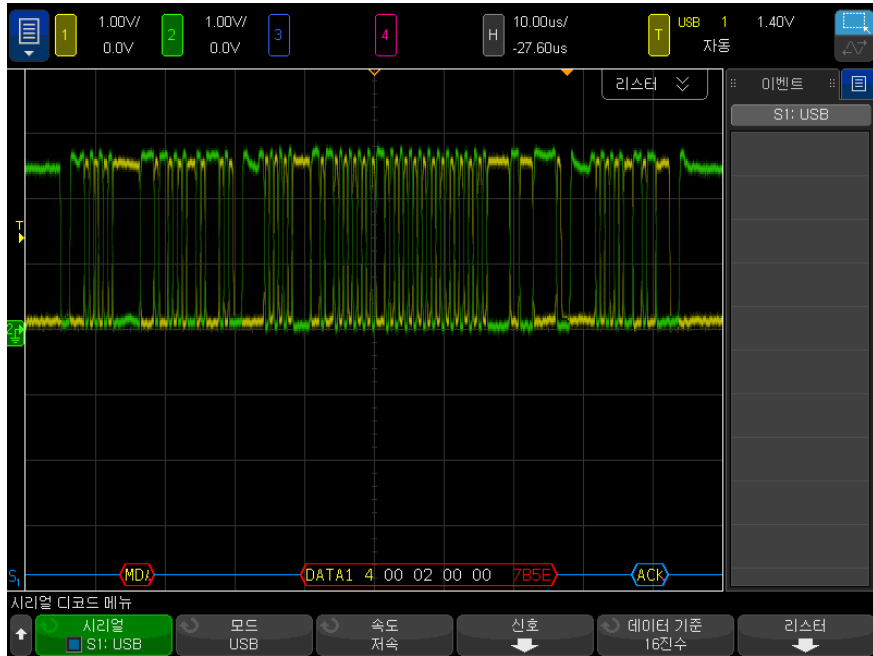 1 1.00V/ 2 1.00V/ 3 4 H 10.00us/ T USB 1 1.40V
0.0V 0.0V -27.60us 자동
리스터
이벤트
S1: USB
T
2
S1 MDA DATA1 4 00 02 00 00 7B5E ACK
시리얼 디코드 메뉴
시리얼 모드 속도 신호 데이터 기준 리스터
S1: USB USB 저속 16진수